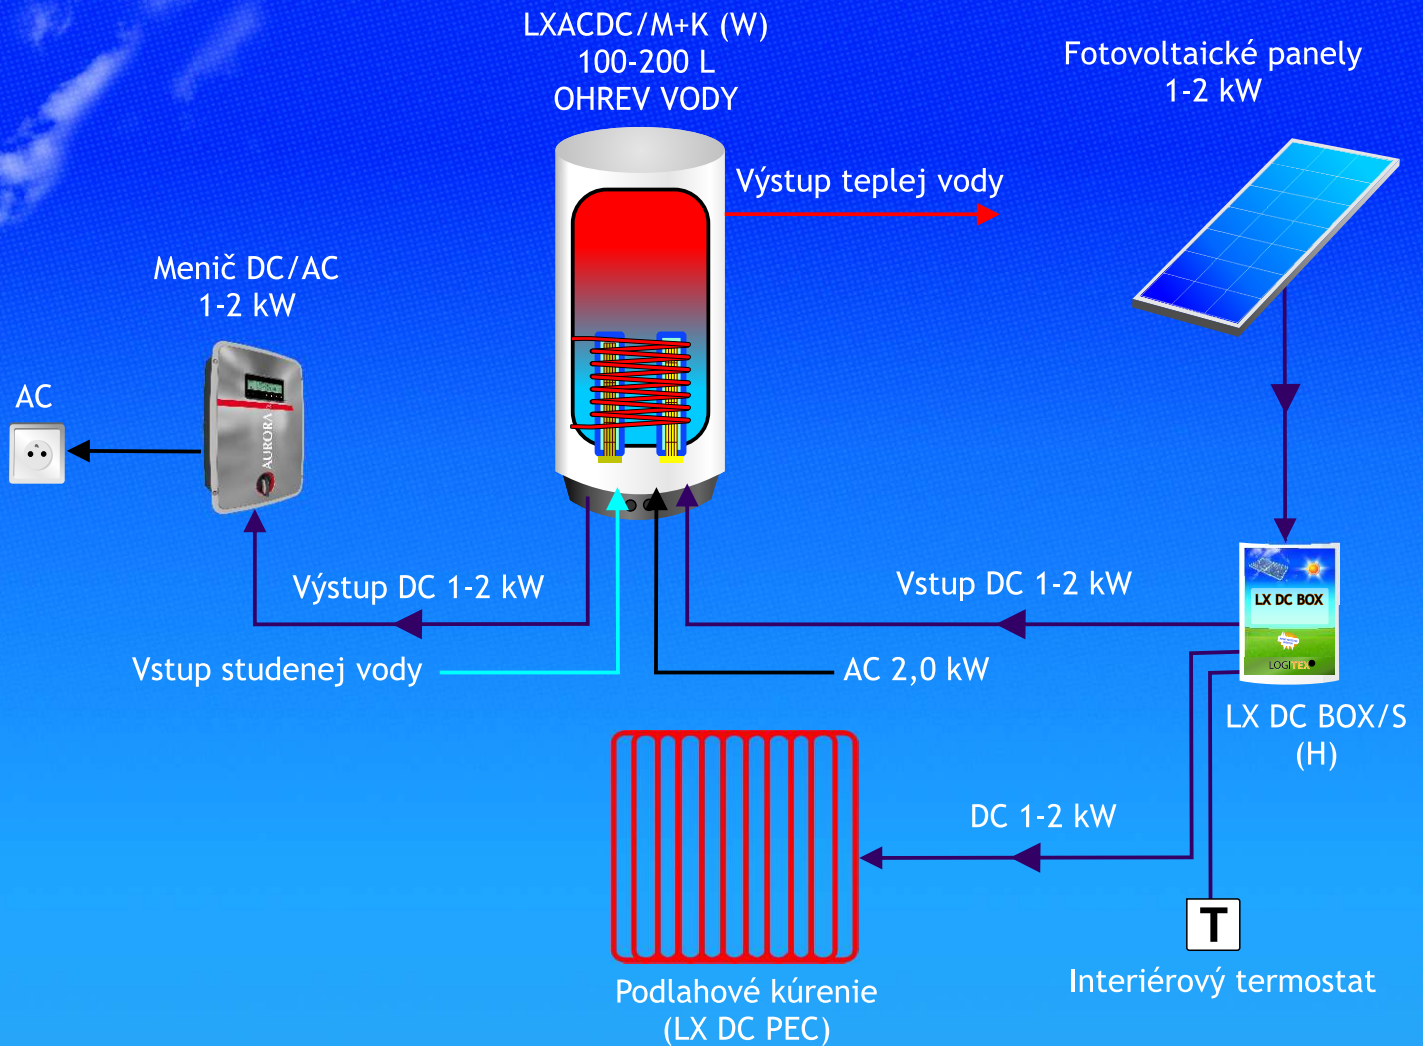 LXACDC/M+K (W)
100-200 L
OHREV VODY
Fotovoltaické panely
1-2 kW
Výstup teplej vody
Menič DC/AC
1-2 kW
AC
AURORA
Výstup DC 1-2 kW
Vstup DC 1-2 kW
LX DC BOX
LOGITEX
Vstup studenej vody
AC 2,0 kW
LX DC BOX/S
(H)
DC 1-2 kW
T
Interiérový termostat
Podlahové kúrenie
(LX DC PEC)